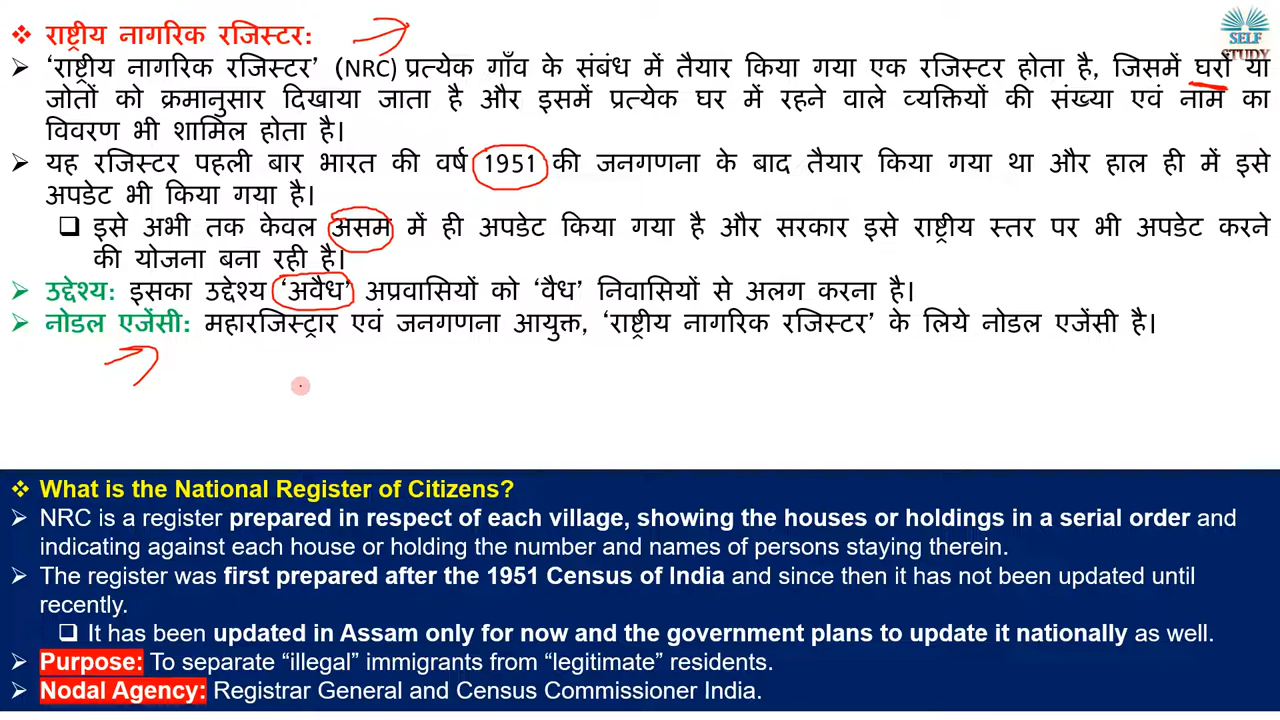 ❖ राष्ट्रीय नागरिक रजिस्टर:
SELF
STUDY
➢ ‘राष्ट्रीय नागरिक रजिस्टर’ (NRC) प्रत्येक गाँव के संबंध में तैयार किया गया एक रजिस्टर होता है, जिसमें घरों या
जोतों को क्रमानुसार दिखाया जाता है और इसमें प्रत्येक घर में रहने वाले व्यक्तियों की संख्या एवं नाम का
विवरण भी शामिल होता है।
➢ यह रजिस्टर पहली बार भारत की वर्ष 1951 की जनगणना के बाद तैयार किया गया था और हाल ही में इसे
अपडेट भी किया गया है।
❑ इसे अभी तक केवल असम में ही अपडेट किया गया है और सरकार इसे राष्ट्रीय स्तर पर भी अपडेट करने
की योजना बना रही है।
➢ उद्देश्य: इसका उद्देश्य ‘अवैध’ अप्रवासियों को ‘वैध’ निवासियों से अलग करना है।
➢ नोडल एजेंसी: महारजिस्ट्रार एवं जनगणना आयुक्त, ‘राष्ट्रीय नागरिक रजिस्टर’ के लिये नोडल एजेंसी है।
❖ What is the National Register of Citizens?
➢ NRC is a register prepared in respect of each village, showing the houses or holdings in a serial order and
indicating against each house or holding the number and names of persons staying therein.
➢ The register was first prepared after the 1951 Census of India and since then it has not been updated until
recently.
❑ It has been updated in Assam only for now and the government plans to update it nationally as well.
➢ Purpose: To separate “illegal” immigrants from “legitimate” residents.
➢ Nodal Agency: Registrar General and Census Commissioner India.